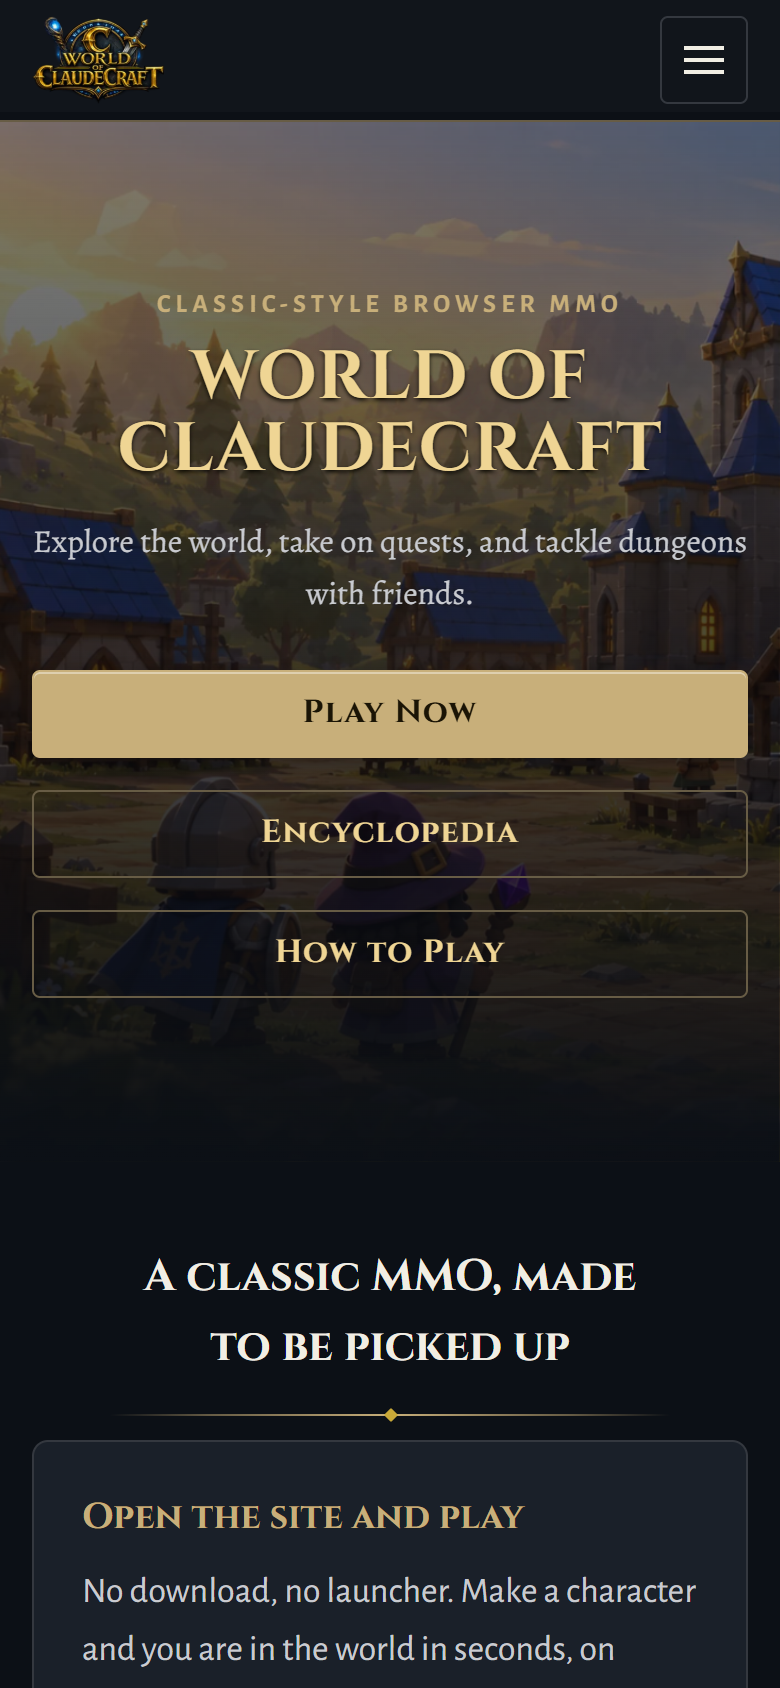 WORLD
OF
CLAUDECRAFT
CLASSIC-STYLE BROWSER MMO
WORLD OF
CLAUDECRAFT
Explore the world, take on quests, and tackle dungeons
with friends.
Play Now
Encyclopedia
How to Play
A classic MMO, made
to be picked up
Open the site and play
No download, no launcher. Make a character
and you are in the world in seconds, on